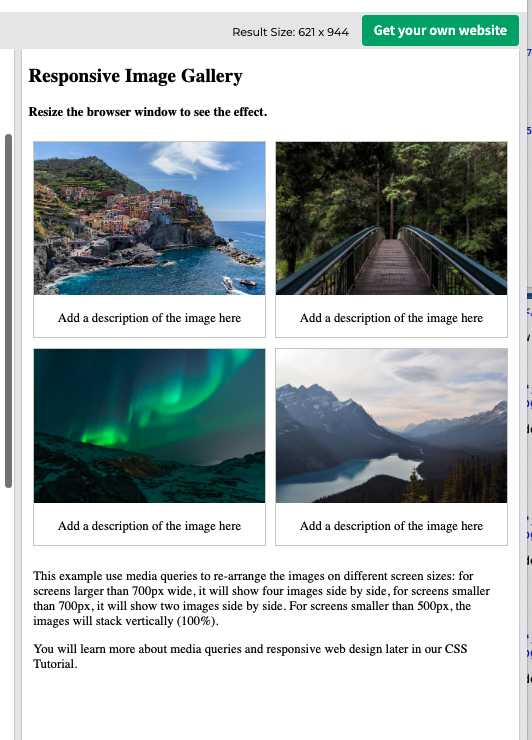 Result Size: 621 x 944
Get your own website
Responsive Image Gallery
Resize the browser window to see the effect.
Add a description of the image here
Add a description of the image here
Add a description of the image here
Add a description of the image here
This example use media queries to re-arrange the images on different screen sizes: for
screens larger than 700px wide, it will show four images side by side, for screens smaller
than 700px, it will show two images side by side. For screens smaller than 500px, the
images will stack vertically (100%).
You will learn more about media queries and responsive web design later in our CSS
Tutorial.